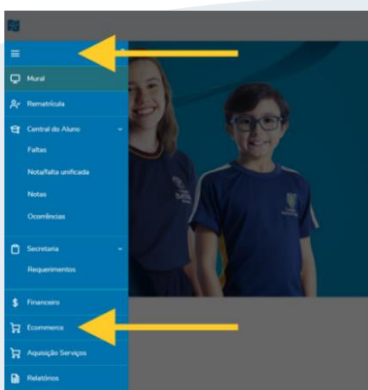 Mural
Rematrícula
Central do Aluno
Faltas
Nota/falta unificada
Notas
Ocorrências
Secretaria
Requerimentos
Financeiro
Ecommerce
Aquisição Serviços
Relatórios